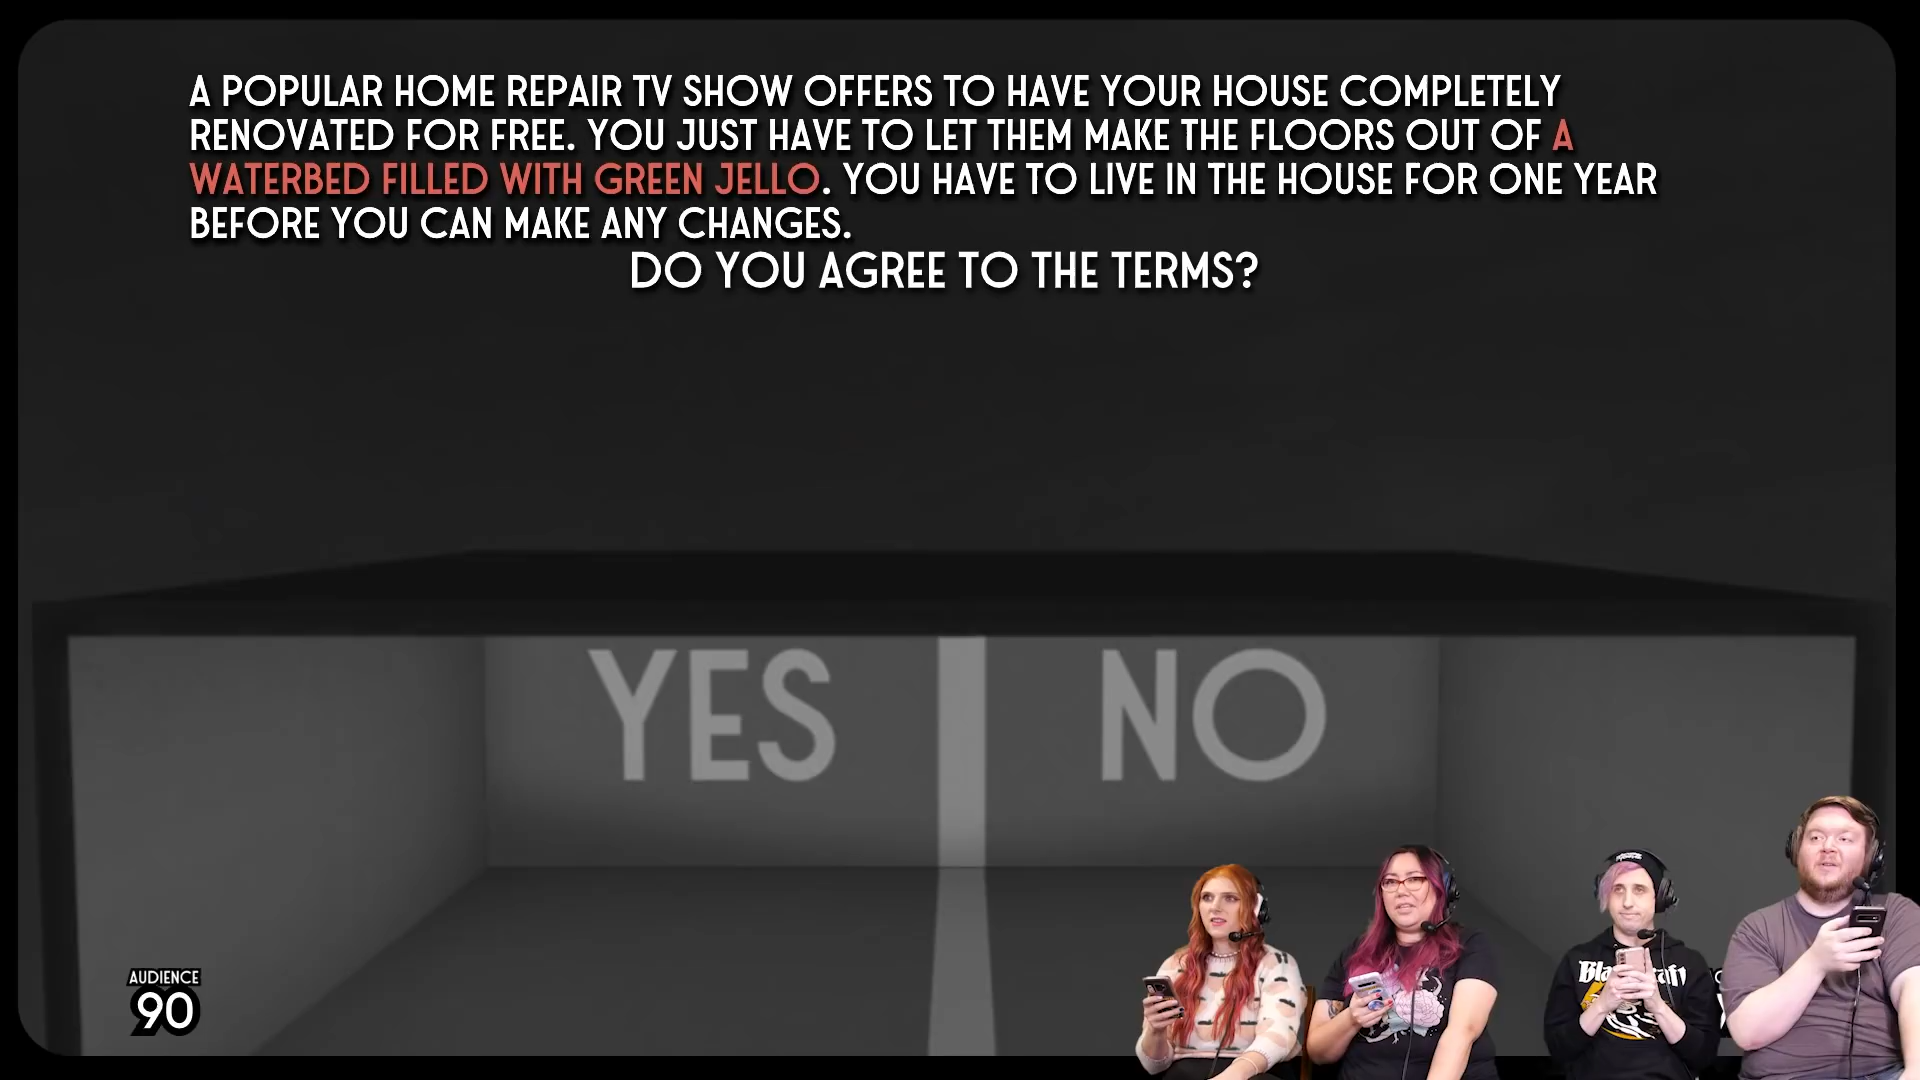 A POPULAR HOME REPAIR TV SHOW OFFERS TO HAVE YOUR HOUSE COMPLETELY
RENOVATED FOR FREE. YOU JUST HAVE TO LET THEM MAKE THE FLOORS OUT OF A
WATERBED FILLED WITH GREEN JELLO. YOU HAVE TO LIVE IN THE HOUSE FOR ONE YEAR
BEFORE YOU CAN MAKE ANY CHANGES.
DO YOU AGREE TO THE TERMS?
YES NO
AUDIENCE
90